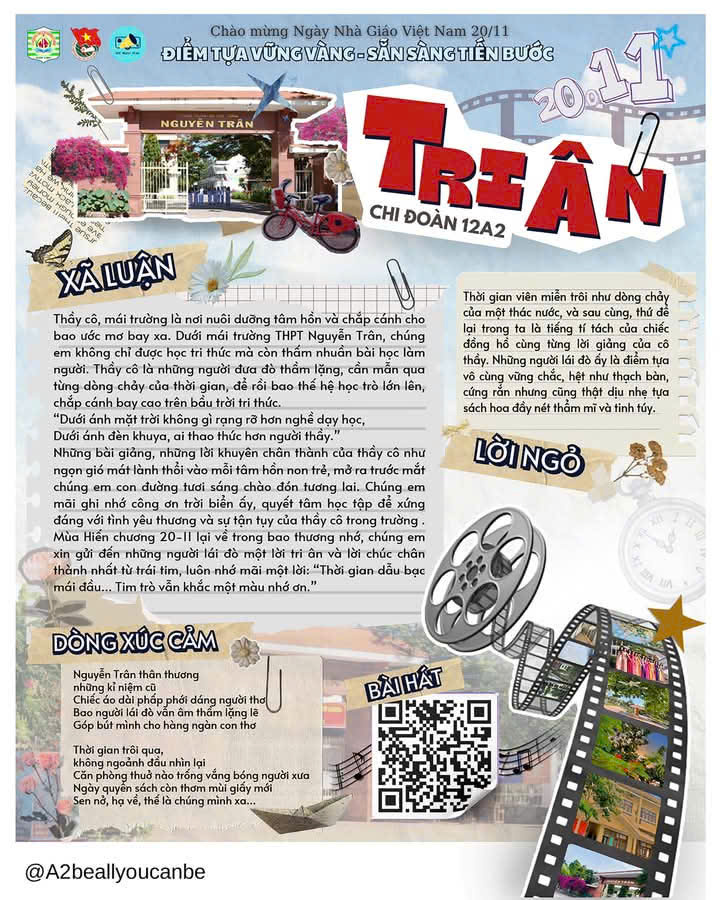 Chào mừng Ngày Nhà Giáo Việt Nam 20/11
ĐIỂM TỰA VỮNG VÀNG - SẴN SÀNG TIẾN BƯỚC
20.11
NGUYỄN TRÂN
TRI ÂN
CHI ĐOÀN 12A2
XÃ LUẬN
Thầy cô, mái trường là nơi nuôi dưỡng tâm hồn và chắp cánh cho
bao ước mơ bay xa. Dưới mái trường THPT Nguyễn Trân, chúng
em không chỉ được học tri thức mà còn thấm nhuần bài học làm
người. Thầy cô là những người đưa đò thầm lặng, cần mẫn qua
từng dòng chảy của thời gian, để rồi bao thế hệ học trò lớn lên,
chắp cánh bay cao trên bầu trời tri thức.
“Dưới ánh mặt trời không gì rạng rỡ hơn nghề dạy học,
Dưới ánh đèn khuya, ai thao thức hơn người thầy.”
Những bài giảng, những lời khuyên chân thành của thầy cô như
ngọn gió mát lành thổi vào mỗi tâm hồn non trẻ, mở ra trước mắt
chúng em con đường tươi sáng chào đón tương lai. Chúng em
mãi ghi nhớ công ơn trời biển ấy, quyết tâm học tập để xứng
đáng với tình yêu thương và sự tận tụy của thầy cô trong trường .
Mùa Hiến chương 20-11 lại về trong bao thương nhớ, chúng em
xin gửi đến những người lái đò một lời tri ân và lời chúc chân
thành nhất từ trái tim, luôn nhớ mãi một lời: “Thời gian dẫu bạc
mái đầu... Tim trò vẫn khắc một màu nhớ ơn.”
Thời gian viên miễn trôi như dòng chảy
của một thác nước, và sau cùng, thứ để
lại trong ta là tiếng tí tách của chiếc
đồng hồ cùng từng lời giảng của cô
thầy. Những người lái đò ấy là điểm tựa
vô cùng vững chắc, hệt như thạch bàn,
cứng rắn nhưng cũng thật dịu nhẹ tựa
sách hoa đầy nét thẩm mĩ và tinh túy.
LỜI NGỎ
DÒNG XÚC CẢM
Nguyễn Trân thân thương
những kỉ niệm cũ
Chiếc áo dài phấp phới dáng người thơ
Bao người lái đò vẫn âm thầm lặng lẽ
Góp bút mình cho hàng ngàn con thơ
Thời gian trôi qua,
không ngoảnh đầu nhìn lại
Căn phòng thuở nào trống vắng bóng người xưa
Ngày quyển sách còn thơm mùi giấy mới
Sen nở, hạ về, thế là chúng mình xa...
BÀI HÁT
@A2beallyoucanbe